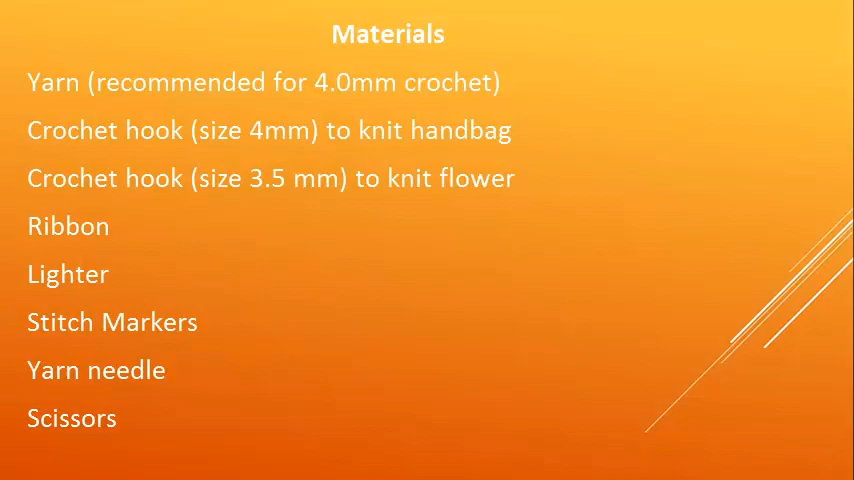 Materials
Yarn (recommended for 4.0mm crochet)
Crochet hook (size 4mm) to knit handbag
Crochet hook (size 3.5 mm) to knit flower
Ribbon
Lighter
Stitch Markers
Yarn needle
Scissors